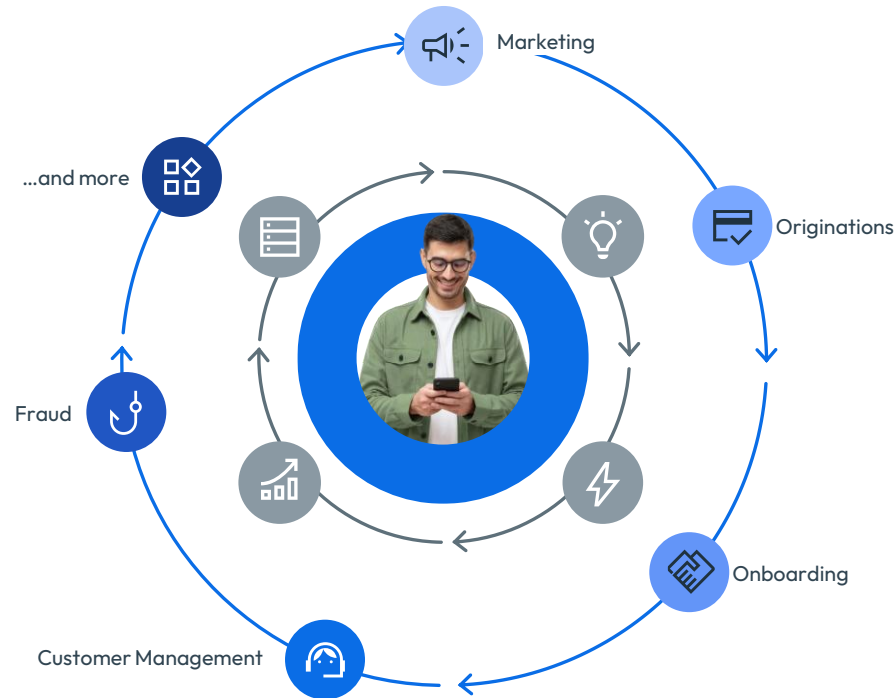 Marketing
...and more
Originations
Fraud
Onboarding
Customer Management